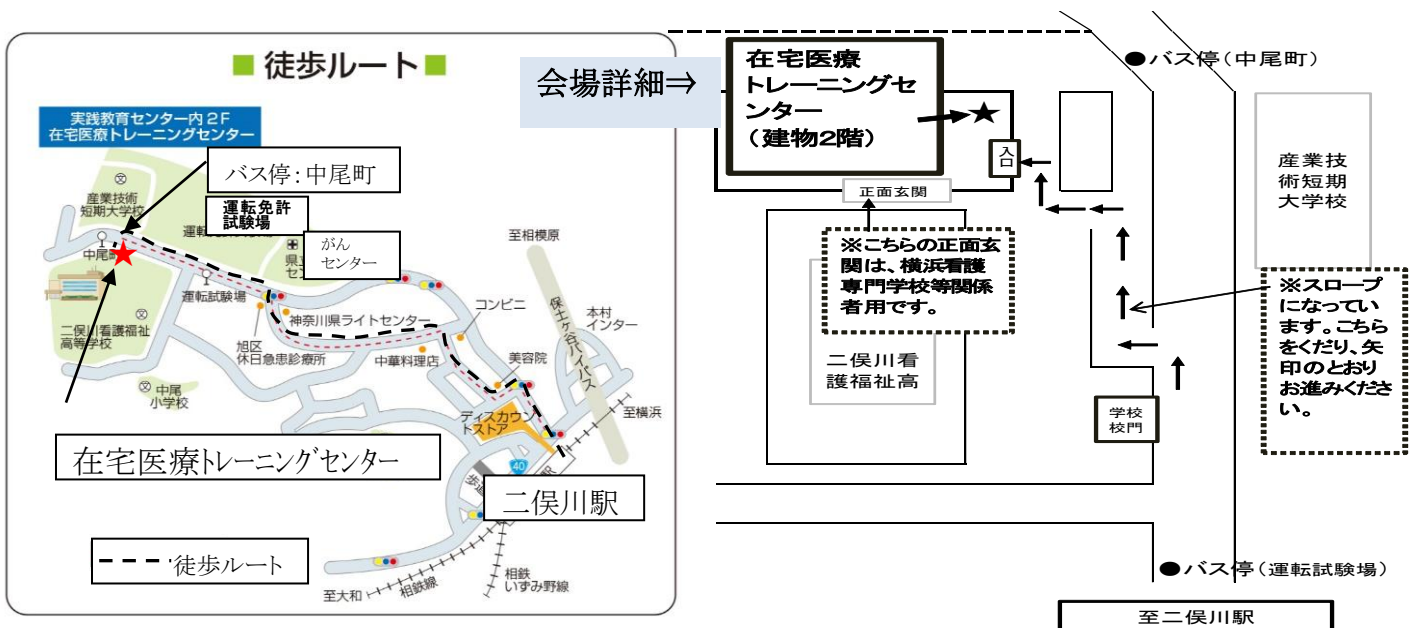 ■ 徒歩ルート ■
実践教育センター内2F
在宅医療トレーニングセンター
バス停:中尾町
産業技術
短期大学校
運転免許
試験場
がん
センター
県立
セン
中尾町
運転試験場
神奈川県ライトセンター
旭区
休日急患診療所
二俣川看護福祉
高等学校
中尾
小学校
中華料理店
コンビニ
美容院
至相模原
本村
インター
保土ヶ谷バイパス
至横浜
ディスカウン
トストア
40
駅
在宅医療トレーニングセンター
二俣川駅
徒歩ルート
至大和
相鉄線
相鉄
いずみ野線
会場詳細⇒
在宅医療
トレーニングセ
ンター
(建物2階)
★
入口
正面玄関
※こちらの正面玄
関は、横浜看護
専門学校等関係
者用です。
二俣川看
護福祉高
●バス停(中尾町)
産業技
術短期
大学校
※スロープ
になってい
ます。こちら
をくだり、矢
印のとおり
お進みくださ
い。
学校
校門
●バス停(運転試験場)
至二俣川駅